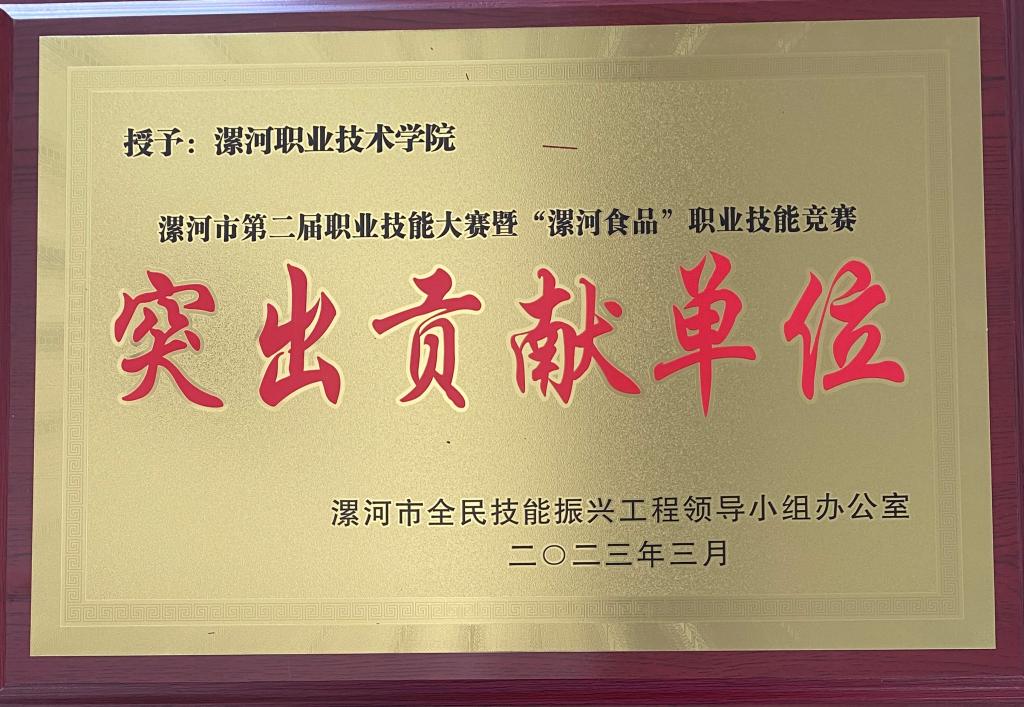 授予：漯河职业技术学院
漯河市第二届职业技能大赛暨“漯河食品”职业技能竞赛
突出贡献单位
漯河市全民技能振兴工程领导小组办公室
二〇二三年三月